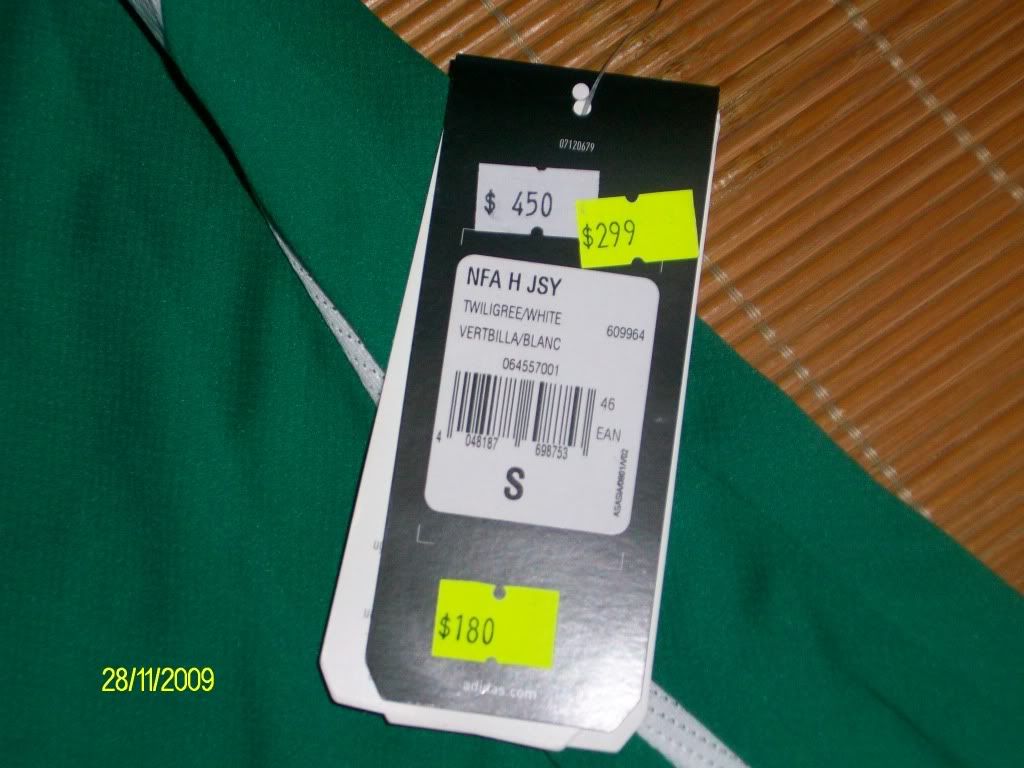 07120679
$ 450
$299
NFA H JSY
TWILIGREE/WHITE
609964
VERTBILLA/BLANC
064557001
46
EAN
4 048187 698753
S
$180
adidas.com
28/11/2009